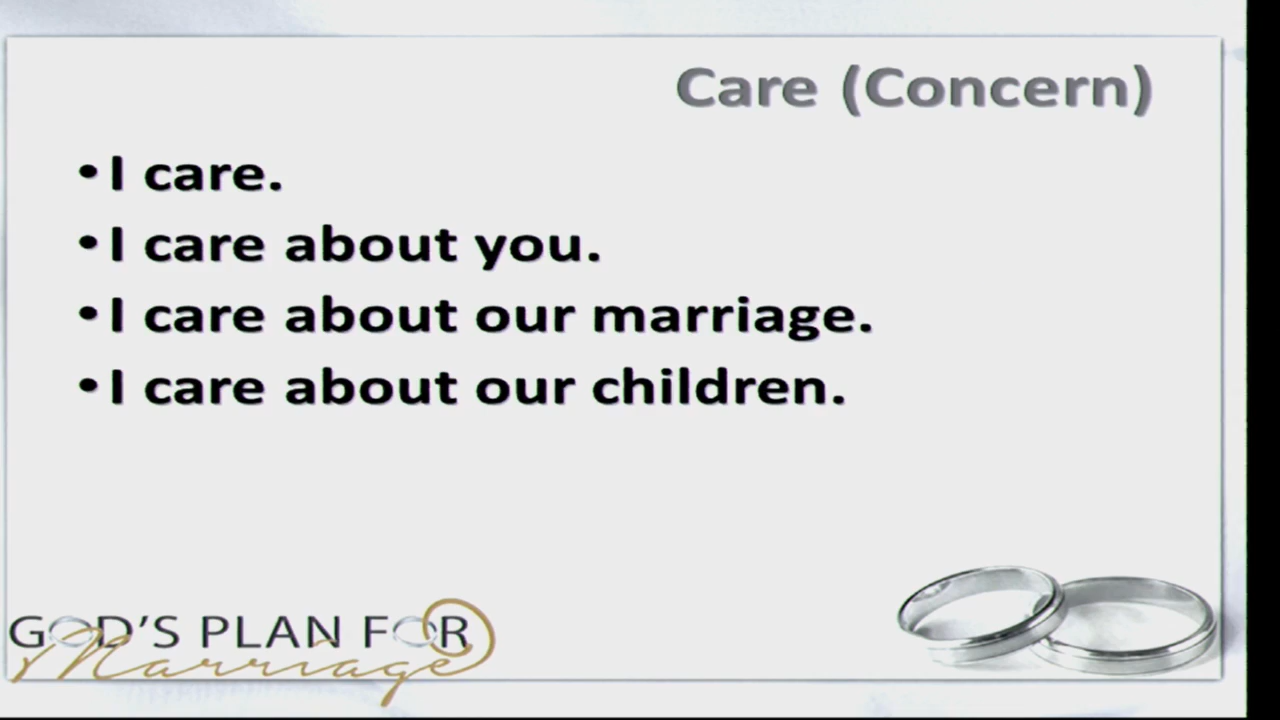 Care (Concern)
•I care.
•I care about you.
•I care about our marriage.
•I care about our children.
GOD'S PLAN FOR
Marriage